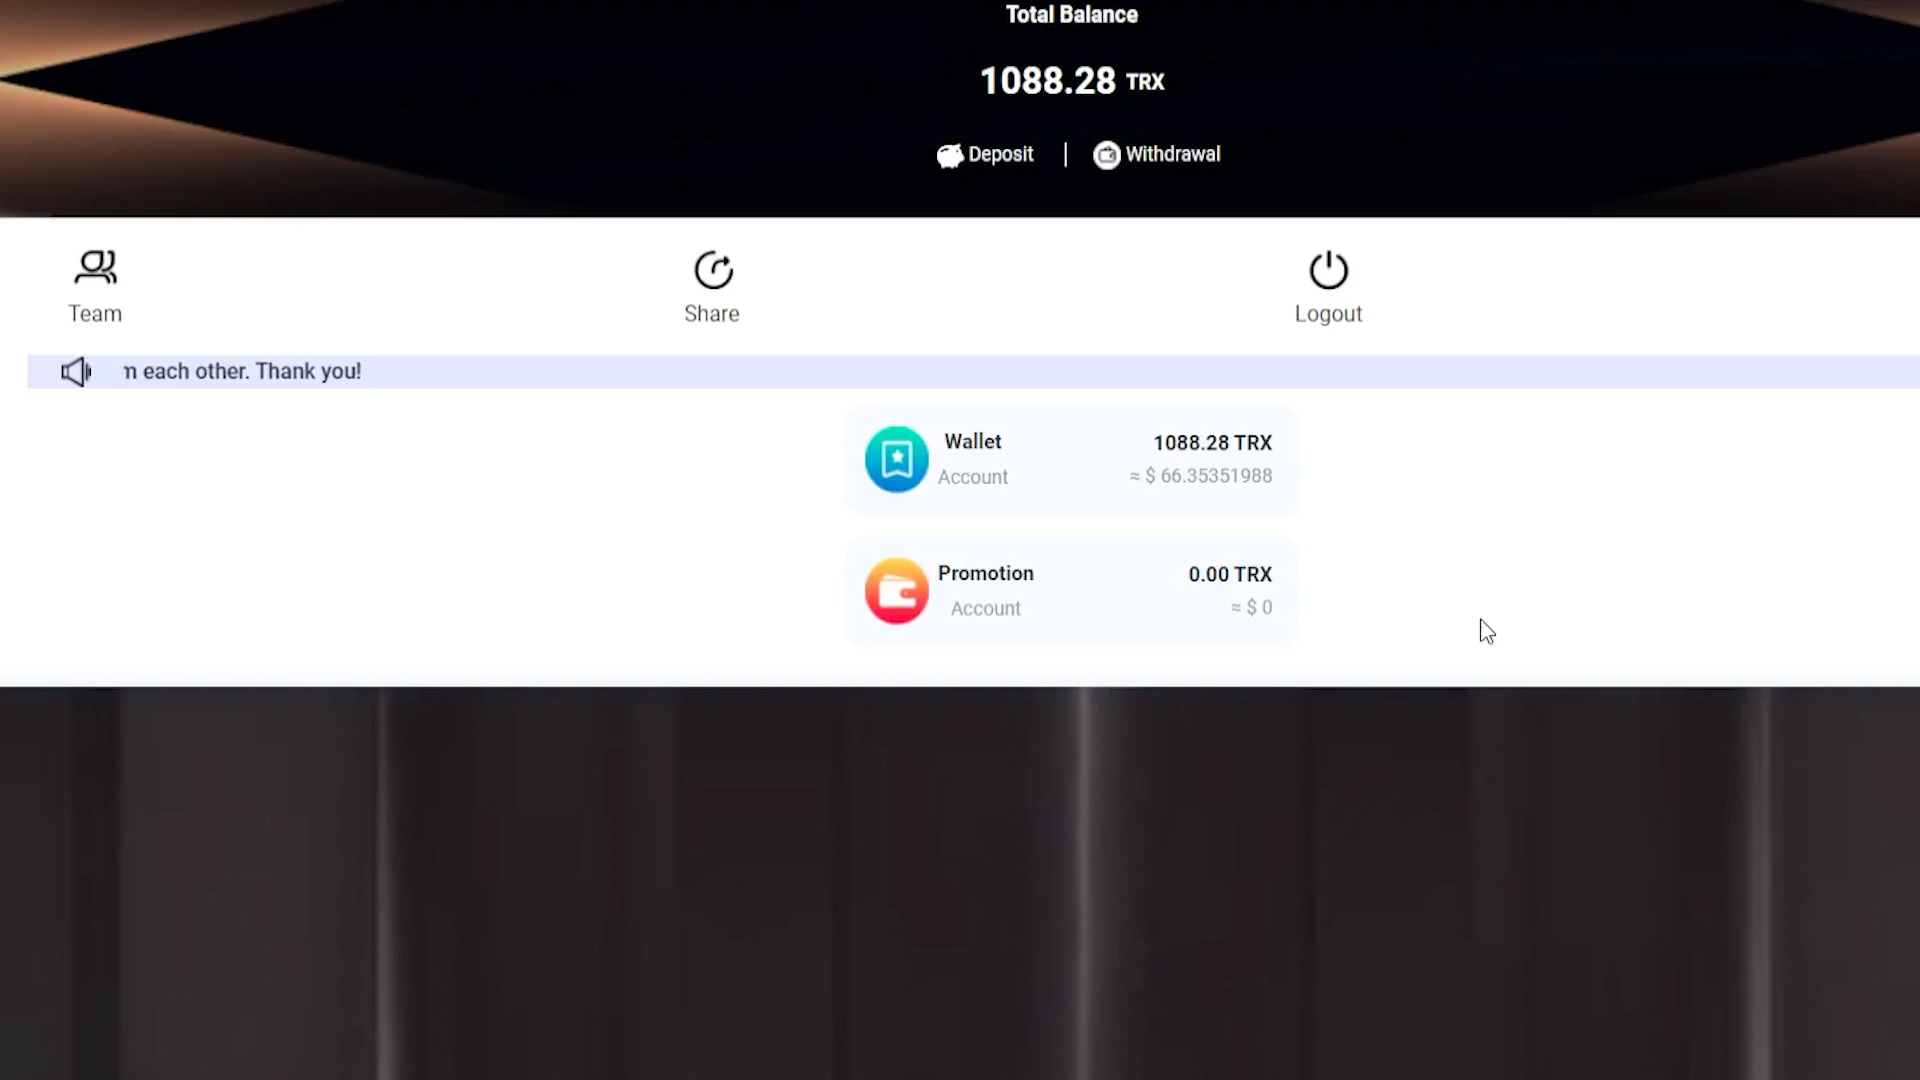 Total Balance
1088.28 TRX
Deposit | Withdrawal
Team
Share
Logout
each other. Thank you!
Wallet
1088.28 TRX
Account
≈ $ 66.35351988
Promotion
0.00 TRX
Account
≈ $ 0